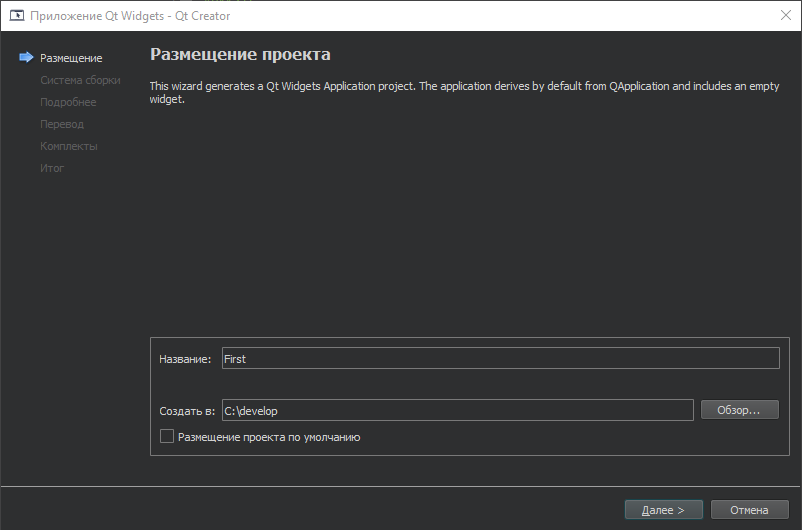 Приложение Qt Widgets - Qt Creator
Размещение
Система сборки
Подробнее
Перевод
Комплекты
Итог
Размещение проекта
This wizard generates a Qt Widgets Application project. The application derives by default from QApplication and includes an empty
widget.
Название: First
Создать в: C:\develop Обзор...
Размещение проекта по умолчанию
Далее > Отмена